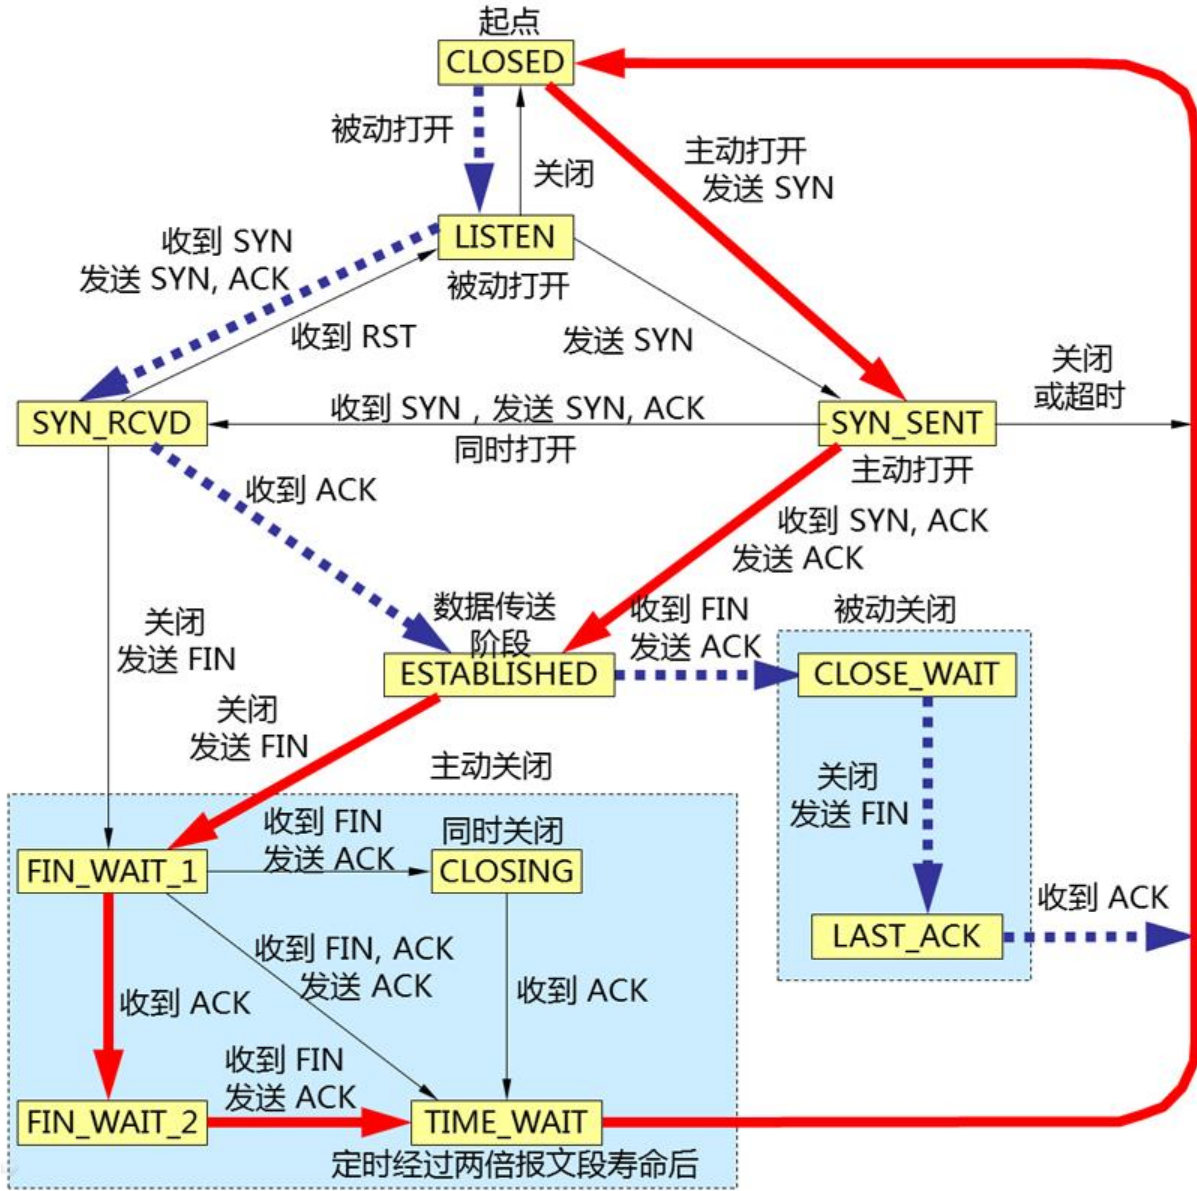 起点
CLOSED
被动打开
关闭
主动打开
发送 SYN
LISTEN
被动打开
收到 SYN
发送 SYN, ACK
收到 RST
发送 SYN
关闭
或超时
SYN_RCVD
收到 SYN，发送 SYN, ACK
同时打开
SYN_SENT
主动打开
收到 ACK
收到 SYN, ACK
发送 ACK
数据传送
阶段
ESTABLISHED
收到 FIN
发送 ACK
被动关闭
CLOSE_WAIT
关闭
发送 FIN
关闭
发送 FIN
主动关闭
关闭
发送 FIN
收到 FIN
发送 ACK
同时关闭
FIN_WAIT_1
CLOSING
LAST_ACK
收到 ACK
收到 FIN, ACK
发送 ACK
收到 ACK
收到 ACK
收到 FIN
发送 ACK
FIN_WAIT_2
TIME_WAIT
定时经过两倍报文段寿命后